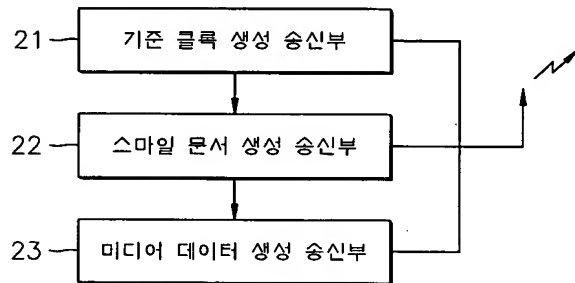 21 기준 클록 생성 송신부
22 스마일 문서 생성 송신부
23 미디어 데이터 생성 송신부